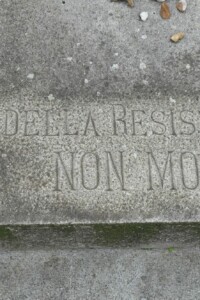 DELLA RESIS
NON MO